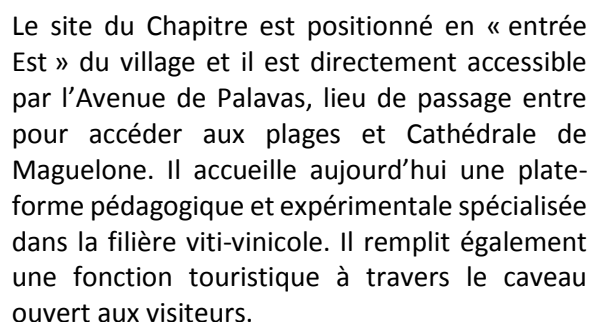 Le site du Chapitre est positionné en « entrée
Est » du village et il est directement accessible
par l’Avenue de Palavas, lieu de passage entre
pour accéder aux plages et Cathédrale de
Maguelone. Il accueille aujourd’hui une plate-
forme pédagogique et expérimentale spécialisée
dans la filière viti-vinicole. Il remplit également
une fonction touristique à travers le caveau
ouvert aux visiteurs.